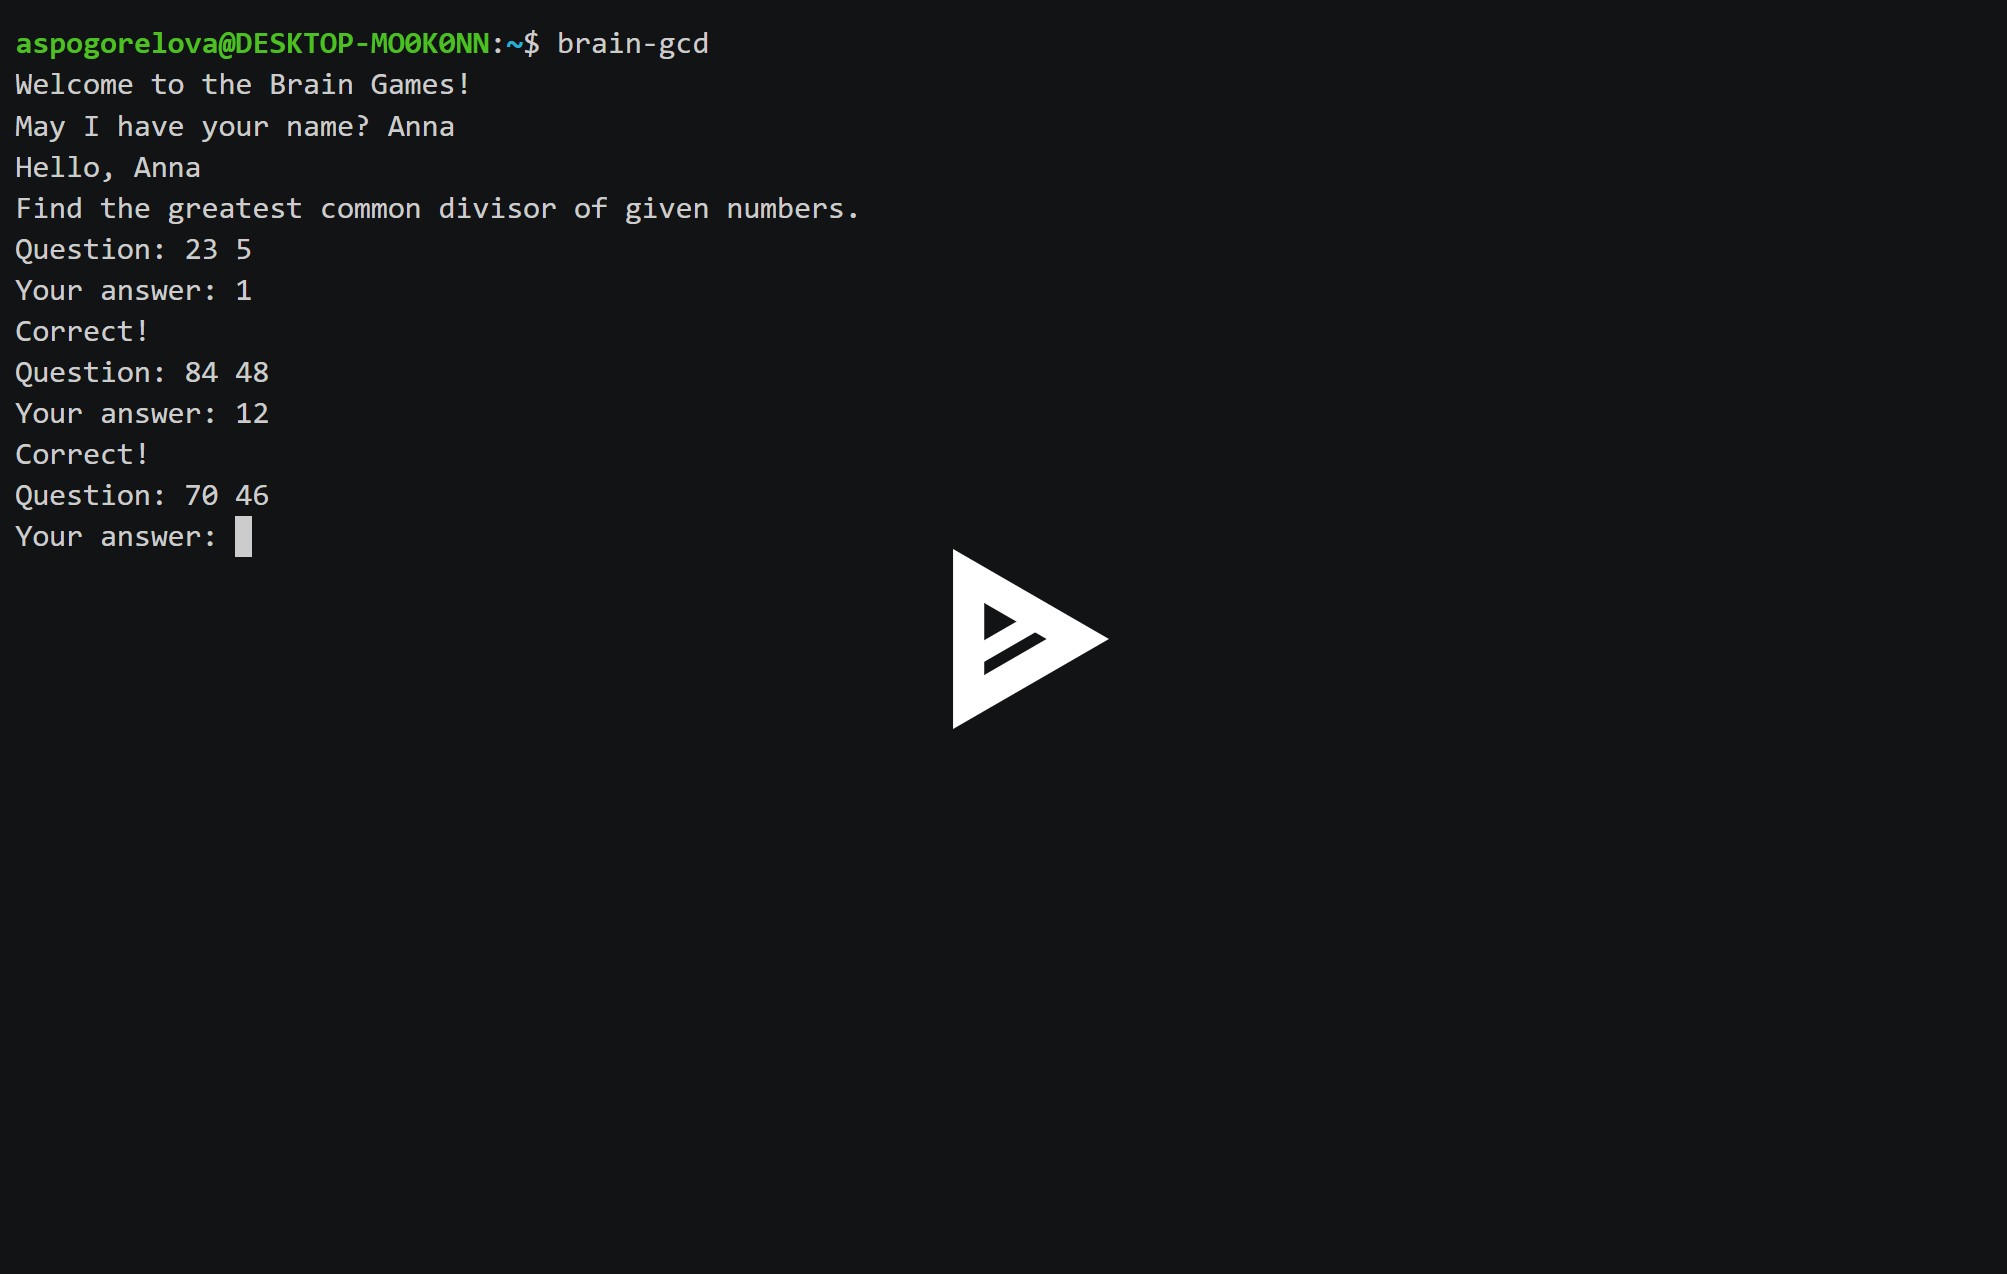 aspogorelova@DESKTOP-MO0K0NN:~$ brain-gcd
Welcome to the Brain Games!
May I have your name? Anna
Hello, Anna
Find the greatest common divisor of given numbers.
Question: 23 5
Your answer: 1
Correct!
Question: 84 48
Your answer: 12
Correct!
Question: 70 46
Your answer: